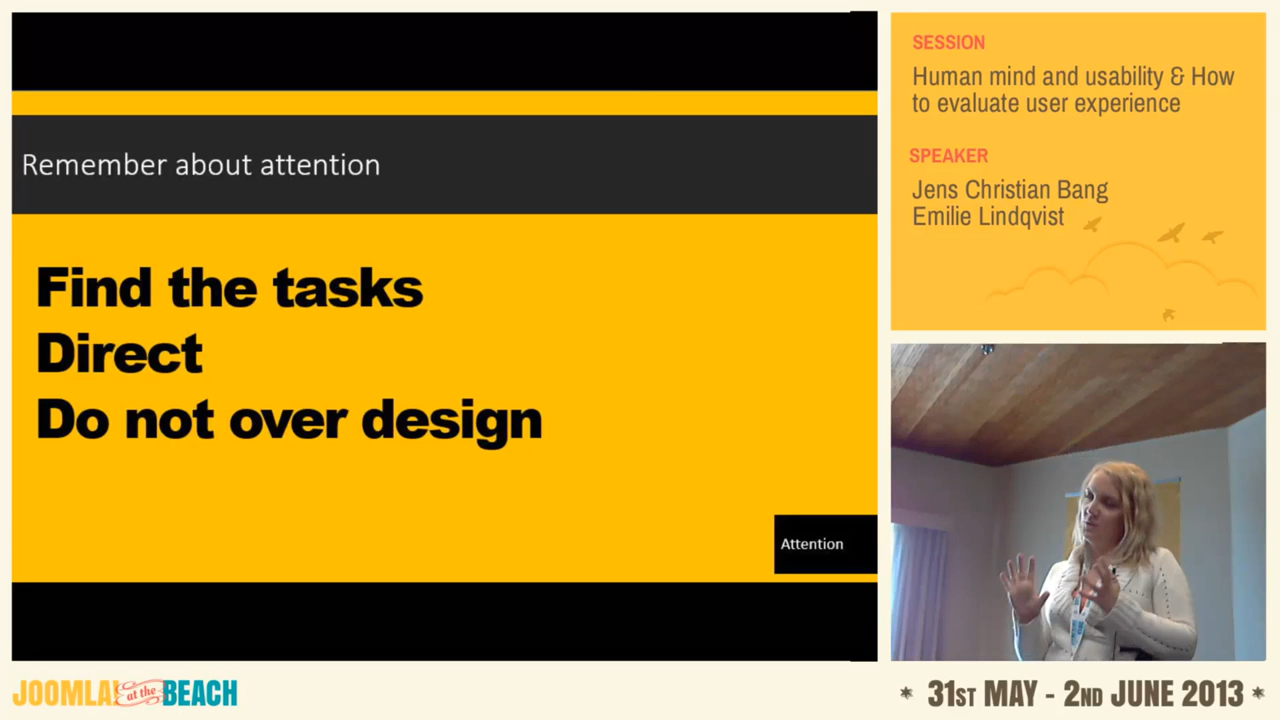 Remember about attention
Find the tasks
Direct
Do not over design
Attention
SESSION
Human mind and usability & How
to evaluate user experience
SPEAKER
Jens Christian Bang
Emilie Lindqvist
JOOMLA! at the BEACH
* 31ST MAY - 2ND JUNE 2013 *